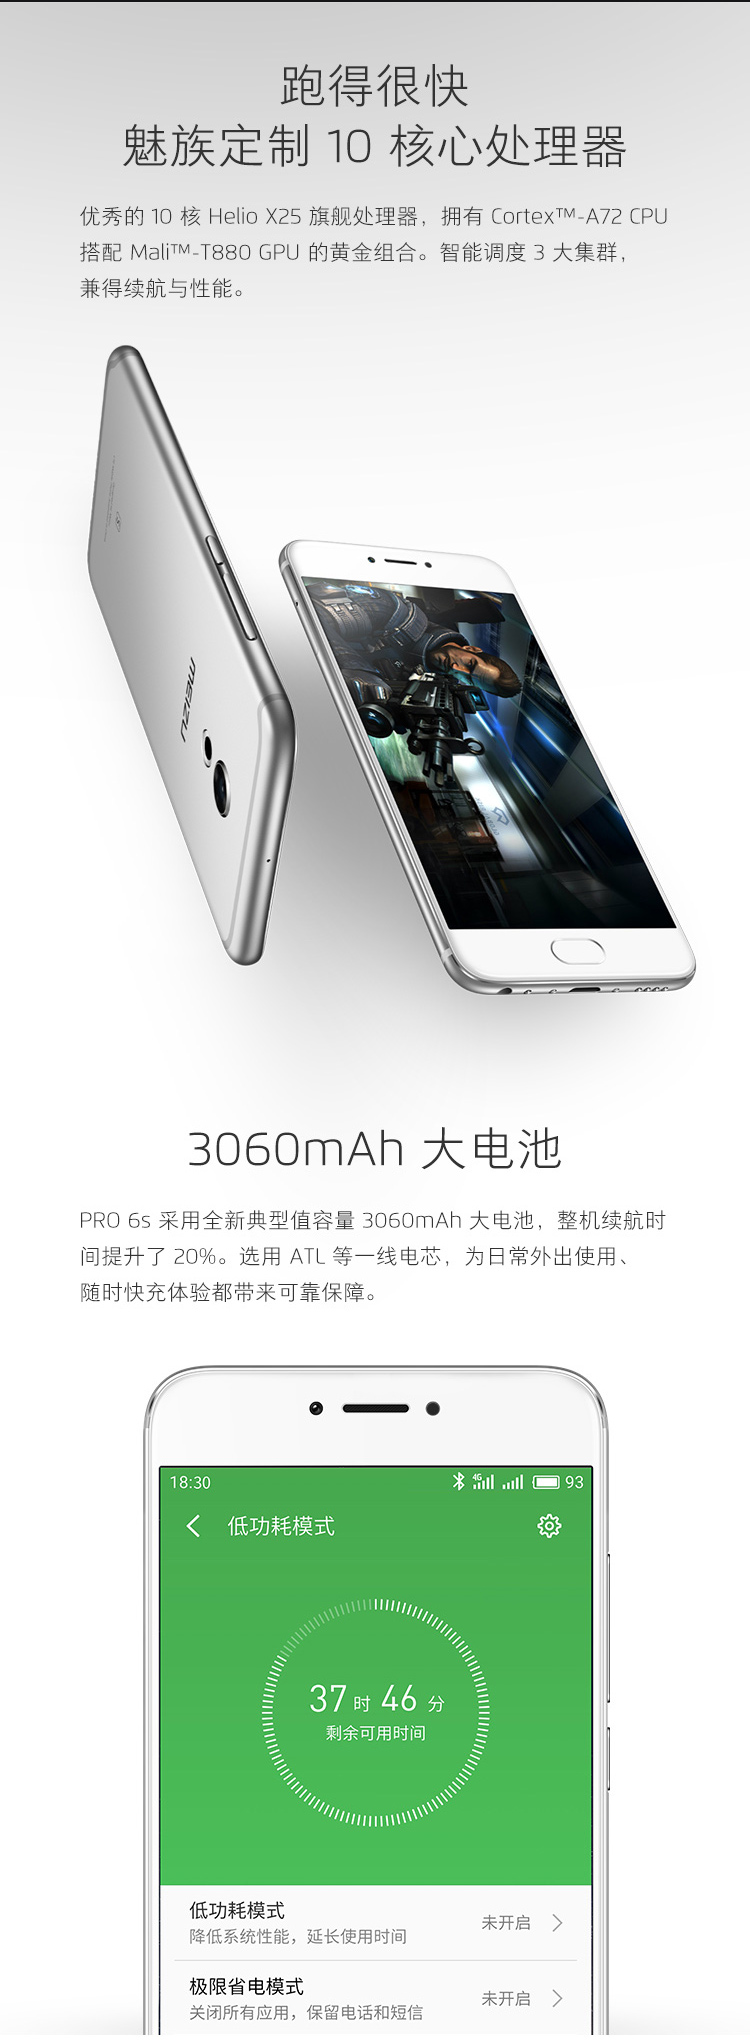 跑得很快
魅族定制 10 核心处理器
优秀的 10 核 Helio X25 旗舰处理器，拥有 Cortex™-A72 CPU
搭配 Mali™-T880 GPU 的黄金组合。智能调度 3 大集群，
兼得续航与性能。
MEIZU
3060mAh 大电池
PRO 6s 采用全新典型值容量 3060mAh 大电池，整机续航时
间提升了 20%。选用 ATL 等一线电芯，为日常外出使用、
随时快充体验都带来可靠保障。
18:30 4G 93
低功耗模式
37 时 46 分
剩余可用时间
低功耗模式
降低系统性能，延长使用时间
未开启
极限省电模式
关闭所有应用，保留电话和短信
未开启